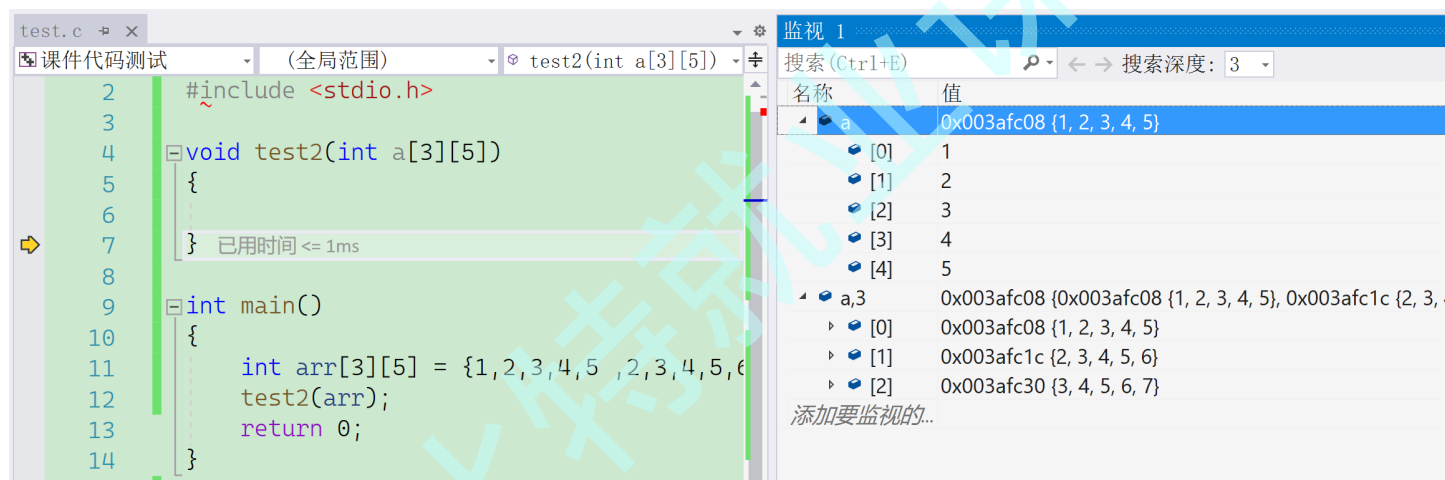 test.c
课件代码测试 (全局范围) test2(int a[3][5])
2 #include <stdio.h>
3
4 void test2(int a[3][5])
5 {
6
7 } 已用时间 <= 1ms
8
9 int main()
10 {
11 int arr[3][5] = {1,2,3,4,5 ,2,3,4,5,6
12 test2(arr);
13 return 0;
14 }
监视 1
搜索(Ctrl+E) 搜索深度: 3
名称 值
a 0x003afc08 {1, 2, 3, 4, 5}
[0] 1
[1] 2
[2] 3
[3] 4
[4] 5
a,3 0x003afc08 {0x003afc08 {1, 2, 3, 4, 5}, 0x003afc1c {2, 3,
[0] 0x003afc08 {1, 2, 3, 4, 5}
[1] 0x003afc1c {2, 3, 4, 5, 6}
[2] 0x003afc30 {3, 4, 5, 6, 7}
添加要监视的...
特就业